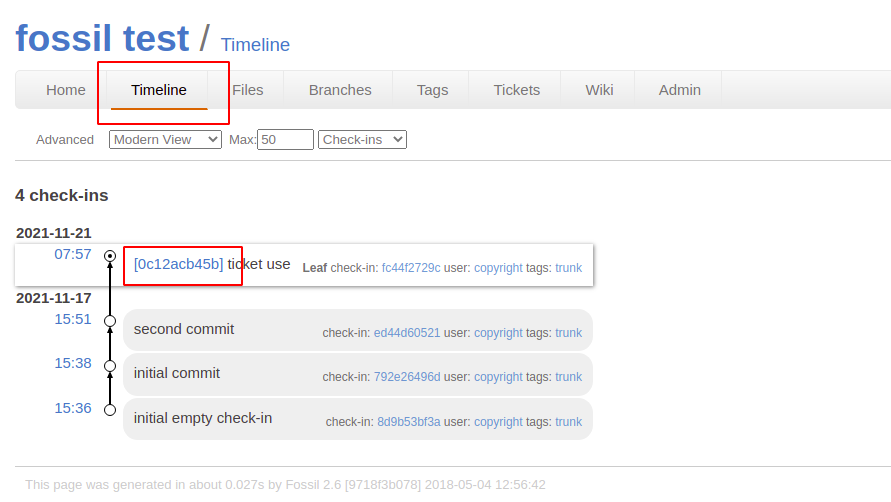 fossil test / Timeline
Home Timeline Files Branches Tags Tickets Wiki Admin
Advanced Modern View Max: 50 Check-ins
4 check-ins
2021-11-21
07:57 [0c12acb45b] ticket use Leaf check-in: fc44f2729c user: copyright tags: trunk
2021-11-17
15:51 second commit check-in: ed44d60521 user: copyright tags: trunk
15:38 initial commit check-in: 792e26496d user: copyright tags: trunk
15:36 initial empty check-in check-in: 8d9b53bf3a user: copyright tags: trunk
This page was generated in about 0.027s by Fossil 2.6 [9718f3b078] 2018-05-04 12:56:42